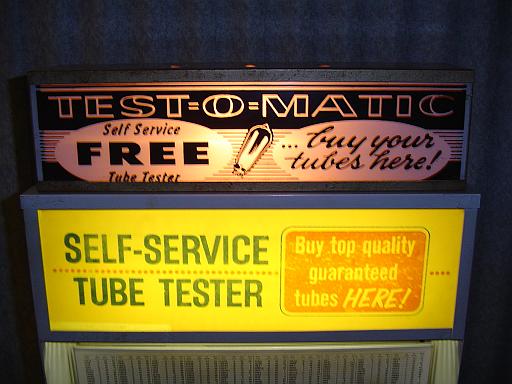 TEST-O-MATIC
Self Service
FREE
Tube Tester
... buy your
tubes here!
SELF-SERVICE
TUBE TESTER
Buy top quality
guaranteed
tubes HERE!